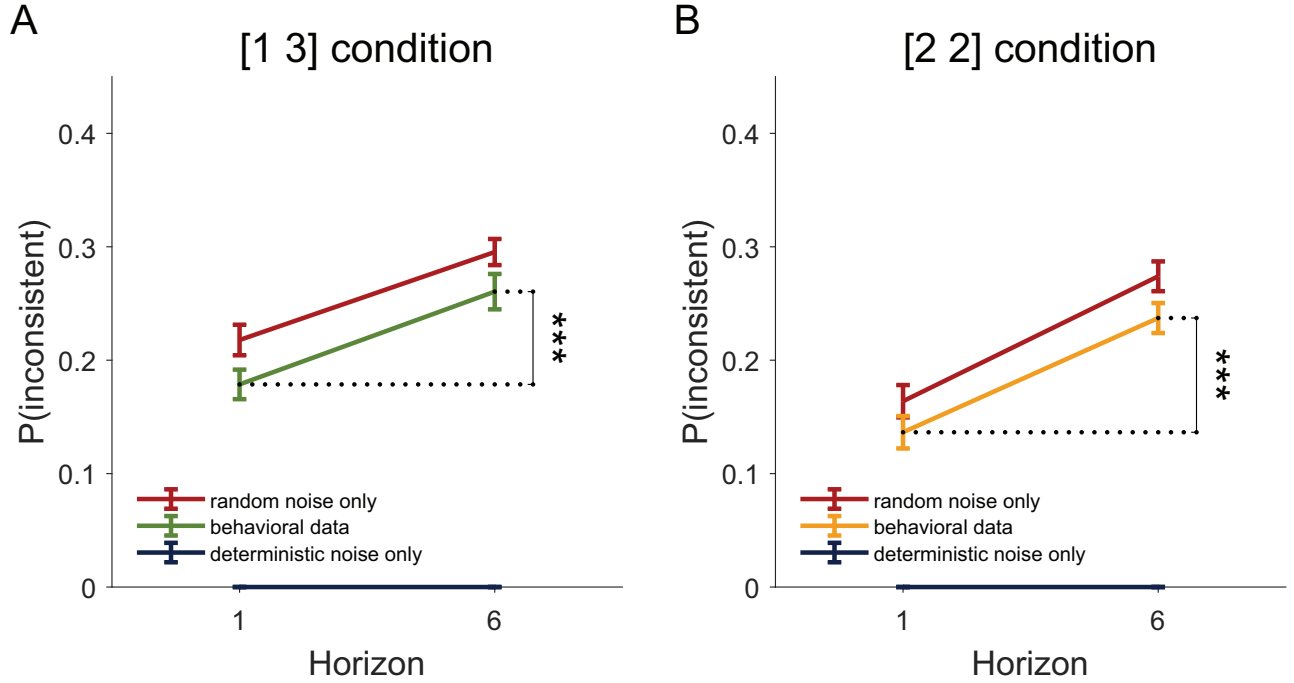 A
[1 3] condition
0.4
0.3
0.2
0.1
0
P(inconsistent)
***
random noise only
behavioral data
deterministic noise only
1
6
Horizon
B
[2 2] condition
0.4
0.3
0.2
0.1
0
P(inconsistent)
***
random noise only
behavioral data
deterministic noise only
1
6
Horizon